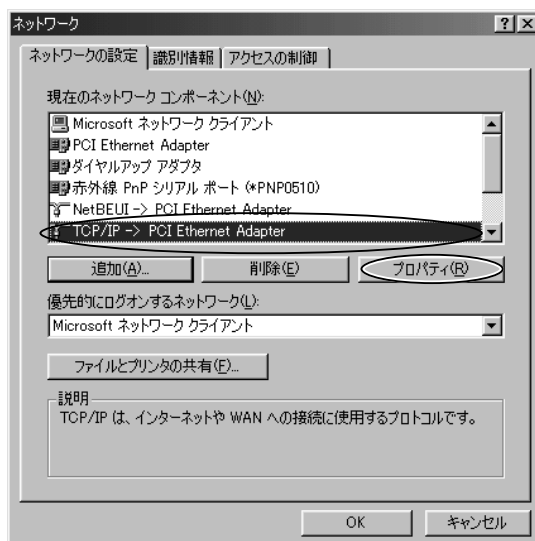 ネットワーク
ネットワークの設定 識別情報 アクセスの制御
現在のネットワーク コンポーネント(N):
Microsoft ネットワーク クライアント
PCI Ethernet Adapter
ダイヤルアップ アダプタ
赤外線 PnP シリアル ポート (*PNP0510)
NetBEUI -> PCI Ethernet Adapter
TCP/IP -> PCI Ethernet Adapter
追加(A)... 削除(E) プロパティ(R)
優先的にログオンするネットワーク(L):
Microsoft ネットワーク クライアント
ファイルとプリンタの共有(F)...
説明
TCP/IP は、インターネットや WAN への接続に使用するプロトコルです。
OK キャンセル